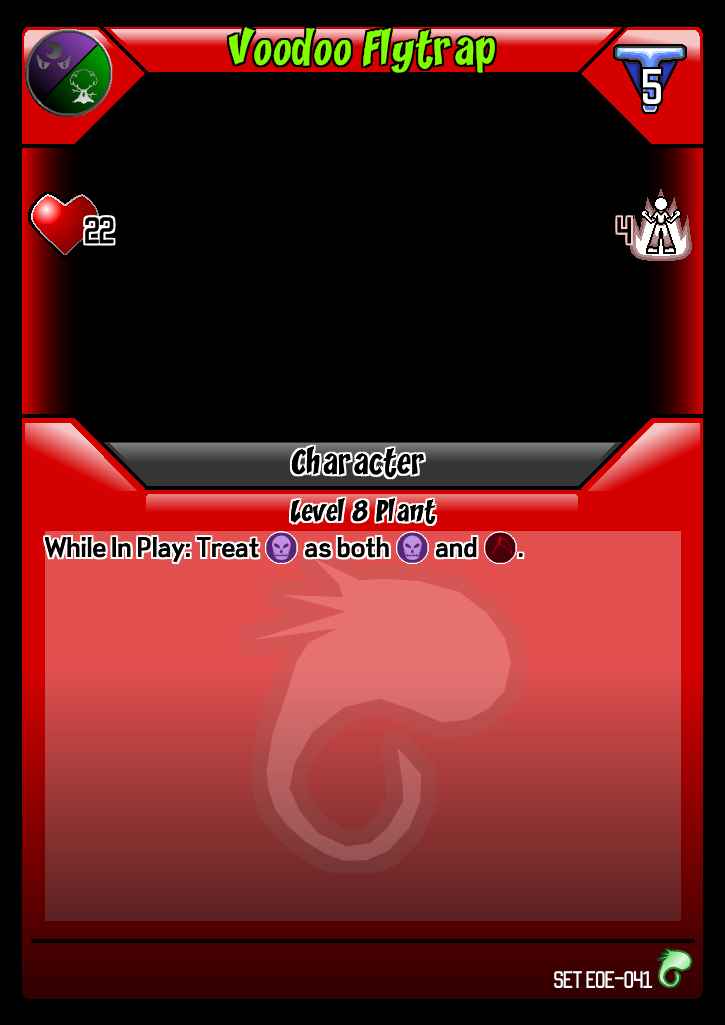 Voodoo Flytrap
5
22
4
Character
Level 8 Plant
While In Play: Treat as both and .
SET EOE-041